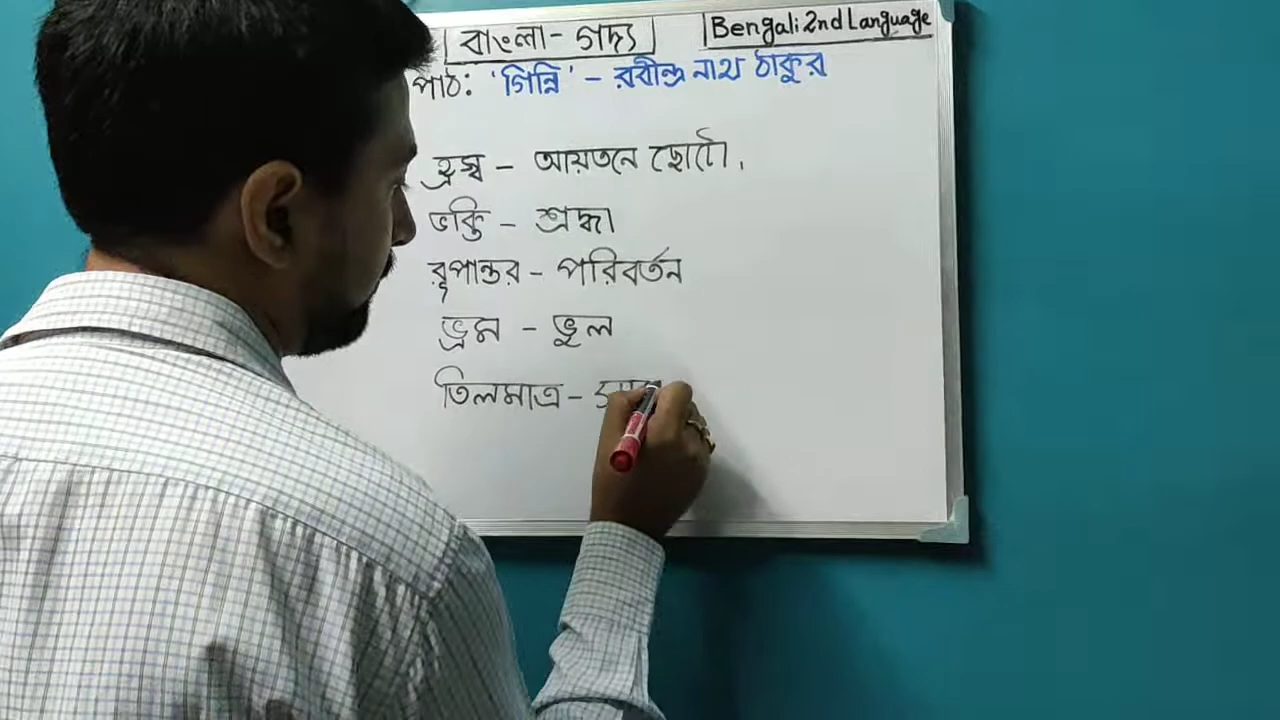 বাংলা - গদ্য
Bengali 2nd Language
পাঠ: 'গিন্নি' - রবীন্দ্র নাথ ঠাকুর
হ্রস্ব - আয়তনে ছোটো.
ভক্তি - শ্রদ্ধা
রূপান্তর - পরিবর্তন
ভ্রম - ভুল
তিলমাত্র -